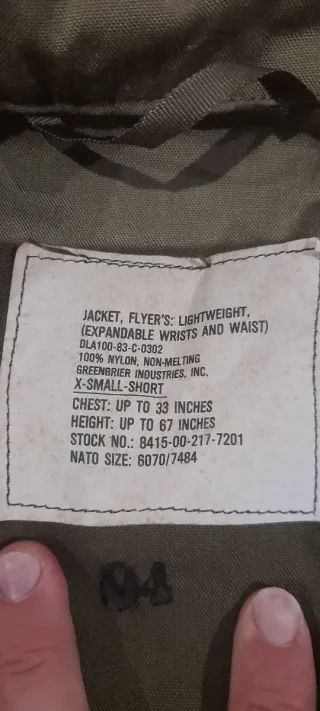 JACKET, FLYER'S: LIGHTWEIGHT,
(EXPANDABLE WRISTS AND WAIST)
DLA100-83-C-0302
100% NYLON, NON-MELTING
GREENBRIER INDUSTRIES, INC.
X-SMALL-SHORT
CHEST: UP TO 33 INCHES
HEIGHT: UP TO 67 INCHES
STOCK NO.: 8415-00-217-7201
NATO SIZE: 6070/7484